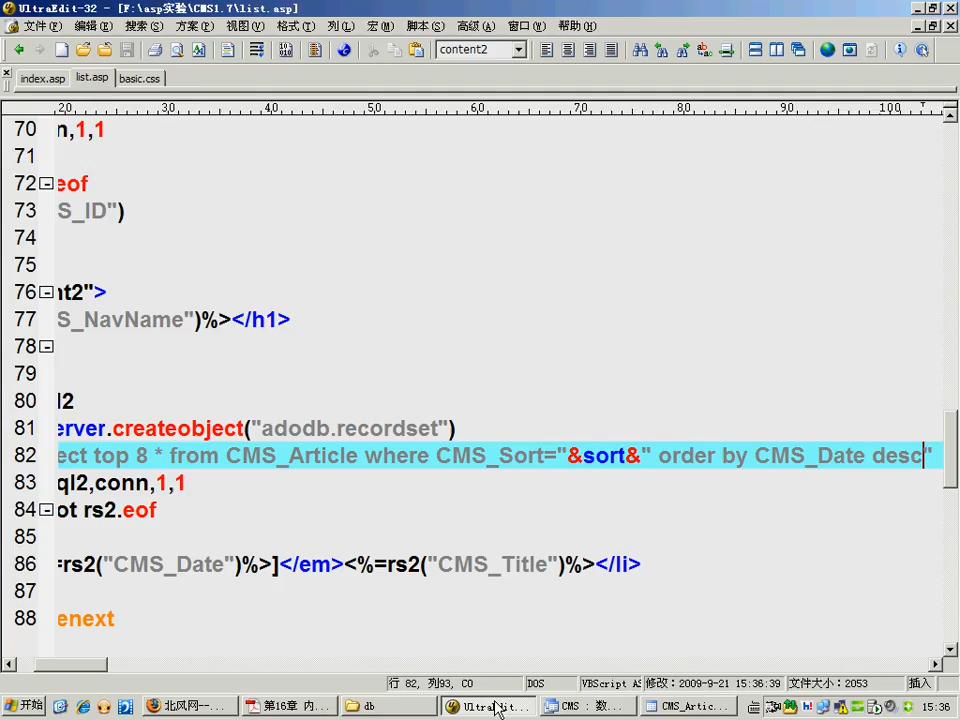 UltraEdit-32 - [F:\asp实验\CMS1.7\list.asp]
文件(F) 编辑(E) 搜索(S) 方案(P) 视图(V) 格式(T) 列(L) 宏(M) 脚本(S) 高级(A) 窗口(W) 帮助(H)
content2
index.asp list.asp basic.css
20 30 40 50 60 70 80 90 100
70 n,1,1
71
72 eof
73 S_ID")
74
75
76 nt2">
77 S_NavName")%></h1>
78
79
80 l2
81 erver.createobject("adodb.recordset")
82 ect top 8 * from CMS_Article where CMS_Sort="&sort&" order by CMS_Date desc"
83 ql2,conn,1,1
84 ot rs2.eof
85
86 =rs2("CMS_Date")%>]</em><%=rs2("CMS_Title")%></li>
87
88 enext
行 82, 列93, C0 DOS VBScript AS 修改：2009-9-21 15:36:39 文件大小：2053 插入
开始 北风网--... 第16章 内... db UltraEdit... CMS : 数... CMS_Artic... 15:36